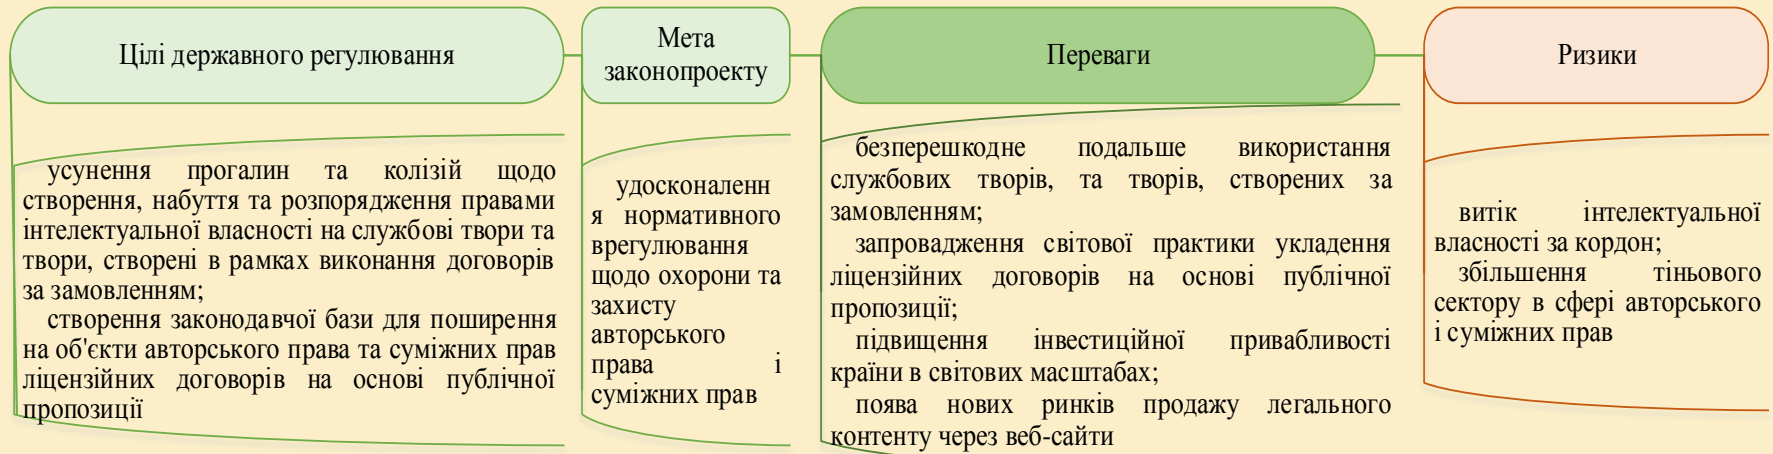 Цілі державного регулювання
усунення прогалин та колізій щодо
створення, набуття та розпорядження правами
інтелектуальної власності на службові твори та
твори, створені в рамках виконання договорів
за замовленням;
створення законодавчої бази для поширення
на об'єкти авторського права та суміжних прав
ліцензійних договорів на основі публічної
пропозиції
Мета
законопроекту
удосконаленн
я нормативного
врегулювання
щодо охорони та
захисту
авторського
права і
суміжних прав
Переваги
безперешкодне подальше використання
службових творів, та творів, створених за
замовленням;
запровадження світової практики укладення
ліцензійних договорів на основі публічної
пропозиції;
підвищення інвестиційної привабливості
країни в світових масштабах;
поява нових ринків продажу легального
контенту через веб-сайти
Ризики
витік інтелектуальної
власності за кордон;
збільшення тіньового
сектору в сфері авторського
і суміжних прав